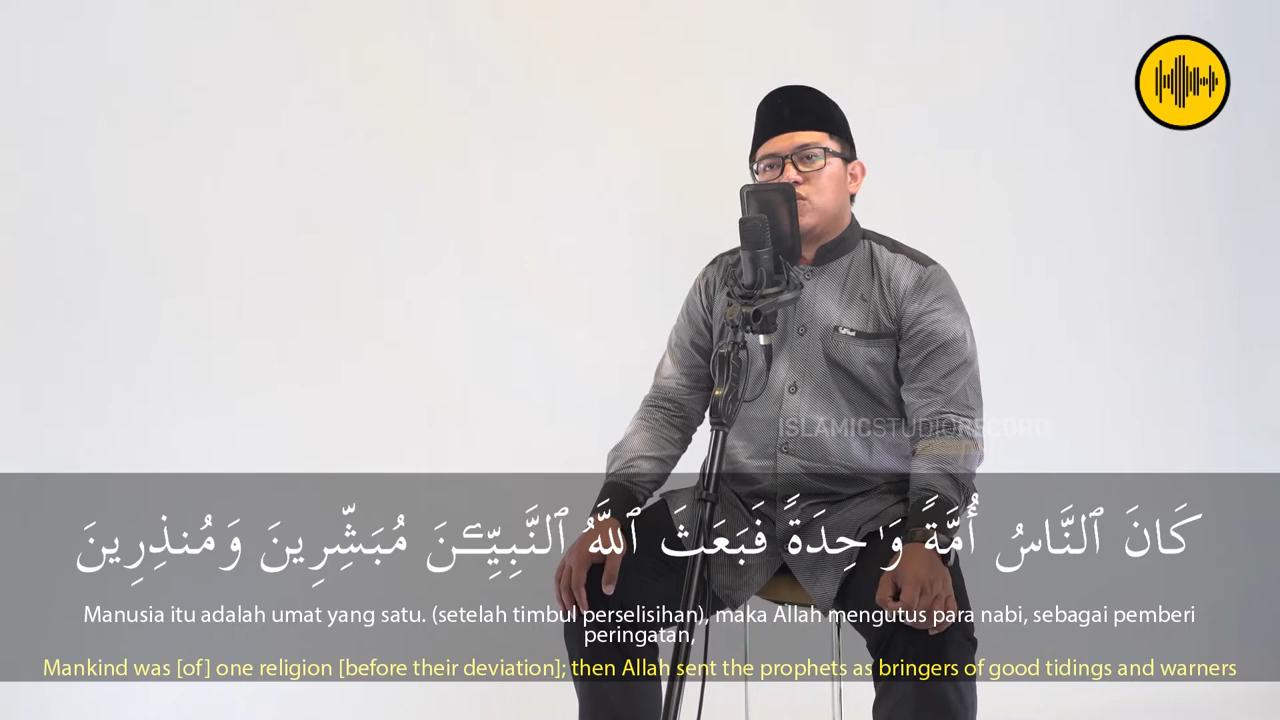 ISLAMICSTUDIORECORD
كَانَ ٱلنَّاسُ أُمَّةً وَٰحِدَةً فَبَعَثَ ٱللَّهُ ٱلنَّبِيِّـۧنَ مُبَشِّرِينَ وَمُنذِرِينَ
Manusia itu adalah umat yang satu. (setelah timbul perselisihan), maka Allah mengutus para nabi, sebagai pemberi
peringatan,
Mankind was [of] one religion [before their deviation]; then Allah sent the prophets as bringers of good tidings and warners